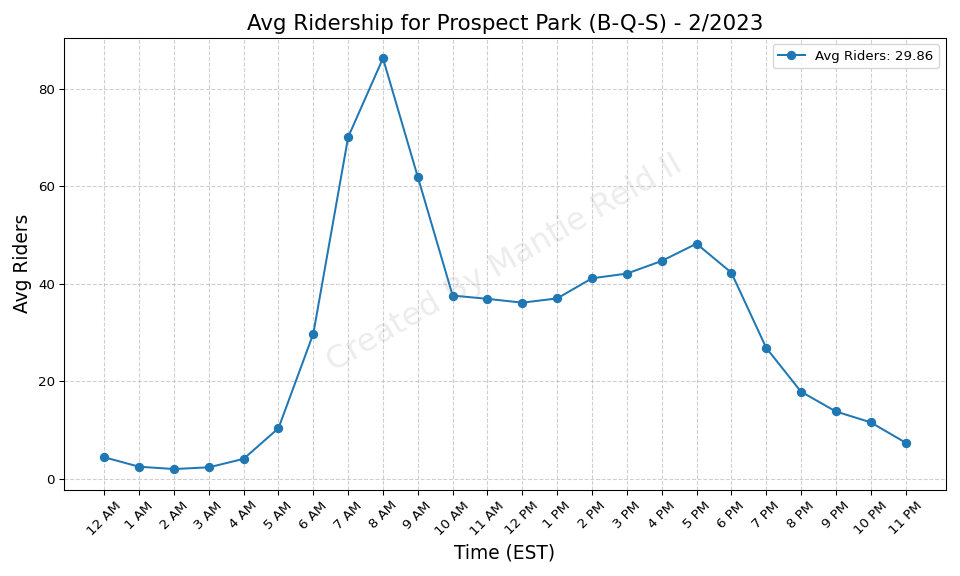 Avg Ridership for Prospect Park (B-Q-S) - 2/2023
Avg Riders: 29.86
Avg Riders
80
60
40
20
0
Created By Mantie Reid II
12 AM
1 AM
2 AM
3 AM
4 AM
5 AM
6 AM
7 AM
8 AM
9 AM
10 AM
11 AM
12 PM
1 PM
2 PM
3 PM
4 PM
5 PM
6 PM
7 PM
8 PM
9 PM
10 PM
11 PM
Time (EST)